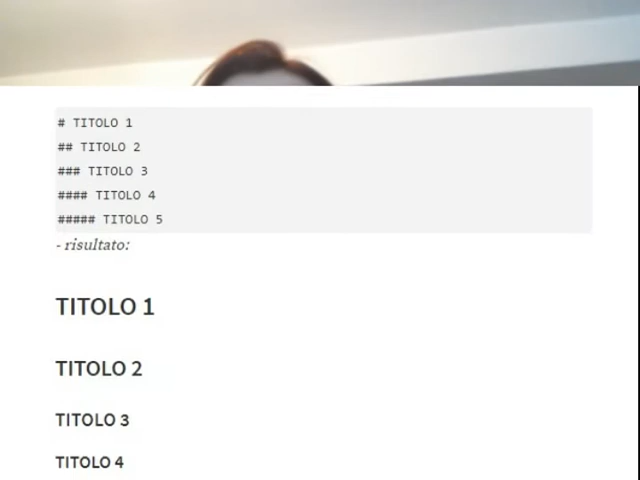 # TITOLO 1
## TITOLO 2
### TITOLO 3
#### TITOLO 4
##### TITOLO 5
- risultato:
TITOLO 1
TITOLO 2
TITOLO 3
TITOLO 4